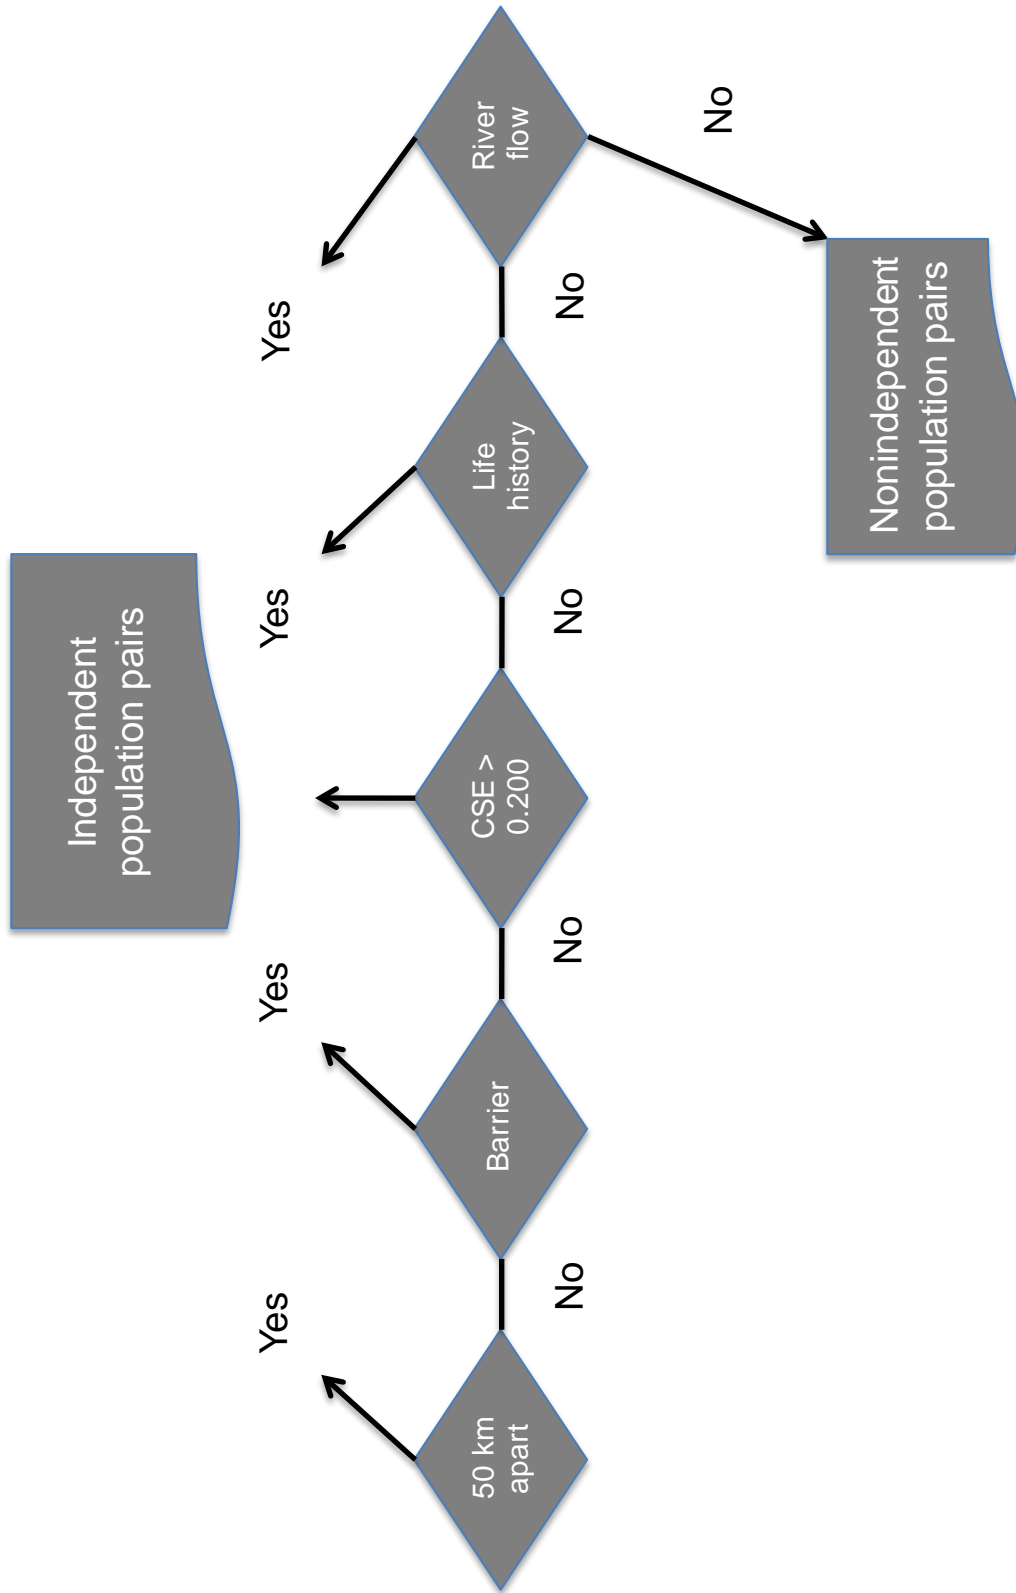 Independent
population pairs
Yes
Yes
Yes
Yes
50 km
apart
Barrier
CSE >
0.200
Life
history
River
flow
No
No
No
No
No
Nonindependent
population pairs